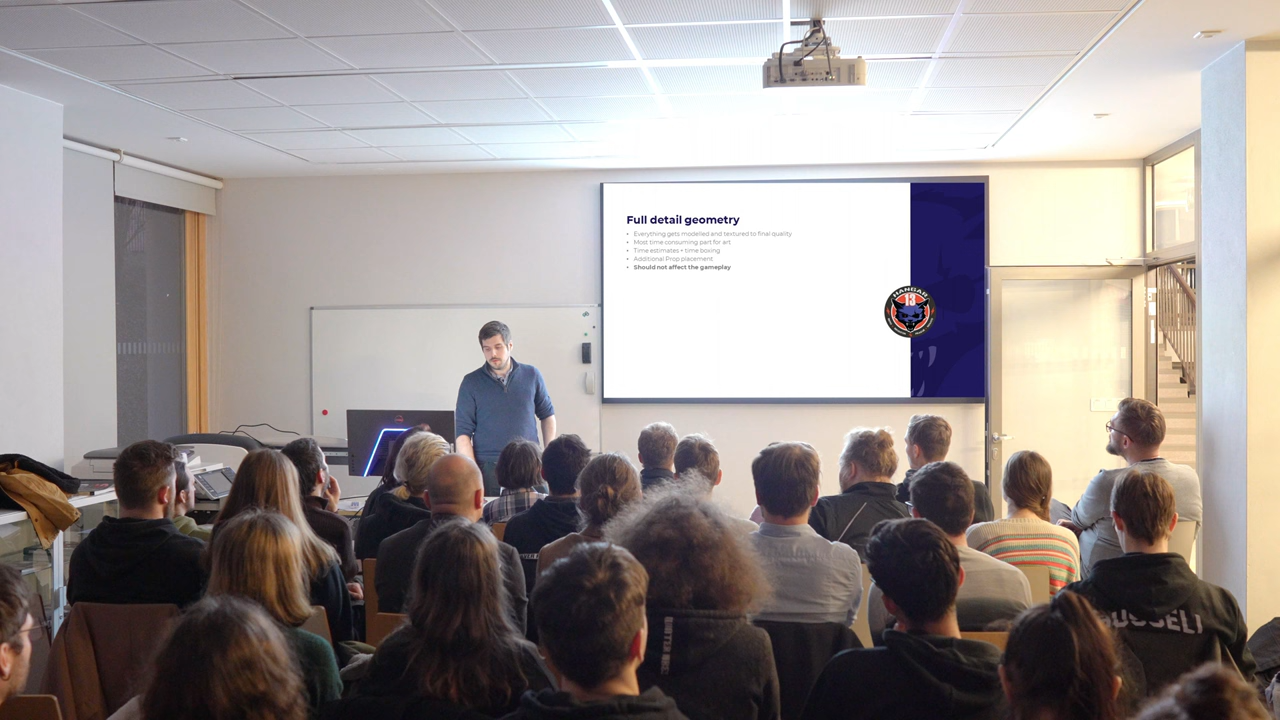 Full detail geometry
• Everything gets modelled and textured to final quality
• Most time consuming part for art
• Time estimates + time boxing
• Additional Prop placement
• Should not affect the gameplay
HANGAR
13